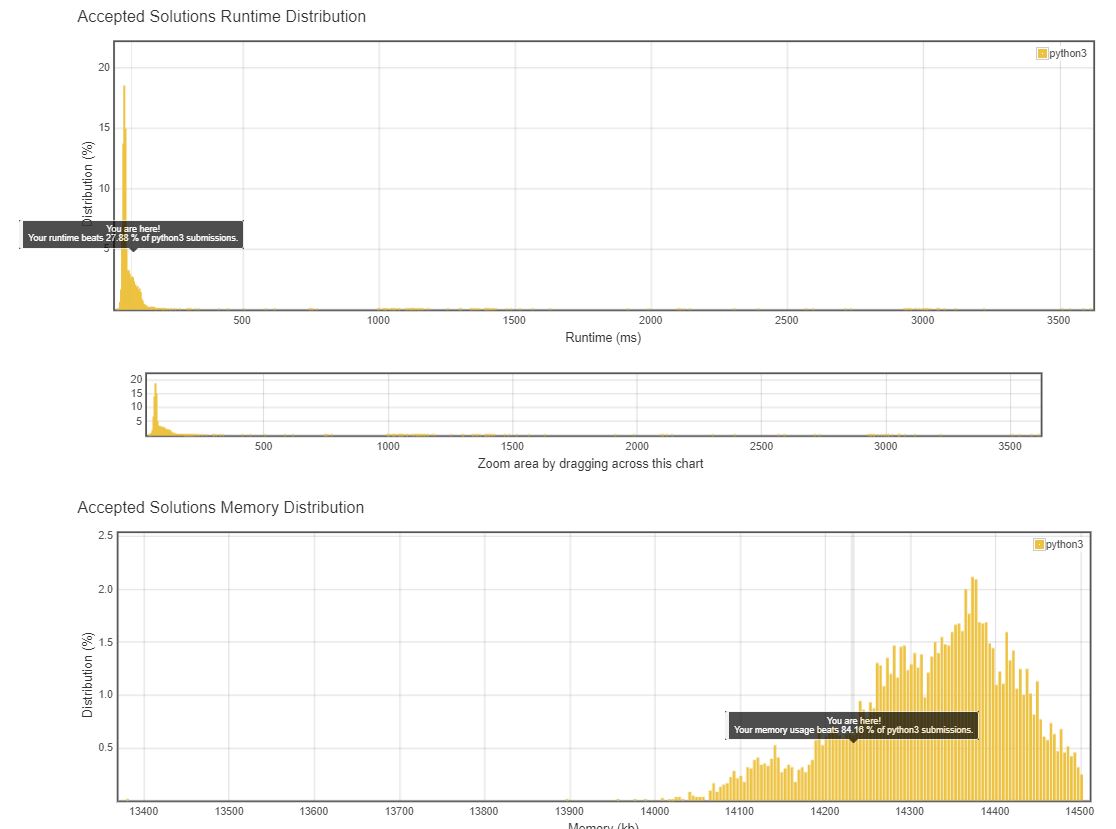 Accepted Solutions Runtime Distribution
python3
20
15
10
5
Distribution (%)
You are here!
Your runtime beats 27.88 % of python3 submissions.
500 1000 1500 2000 2500 3000 3500
Runtime (ms)
20
15
10
5
500 1000 1500 2000 2500 3000 3500
Zoom area by dragging across this chart
Accepted Solutions Memory Distribution
python3
2.5
2.0
1.5
1.0
0.5
Distribution (%)
You are here!
Your memory usage beats 84.16 % of python3 submissions.
13400 13500 13600 13700 13800 13900 14000 14100 14200 14300 14400 14500
Memory (kb)